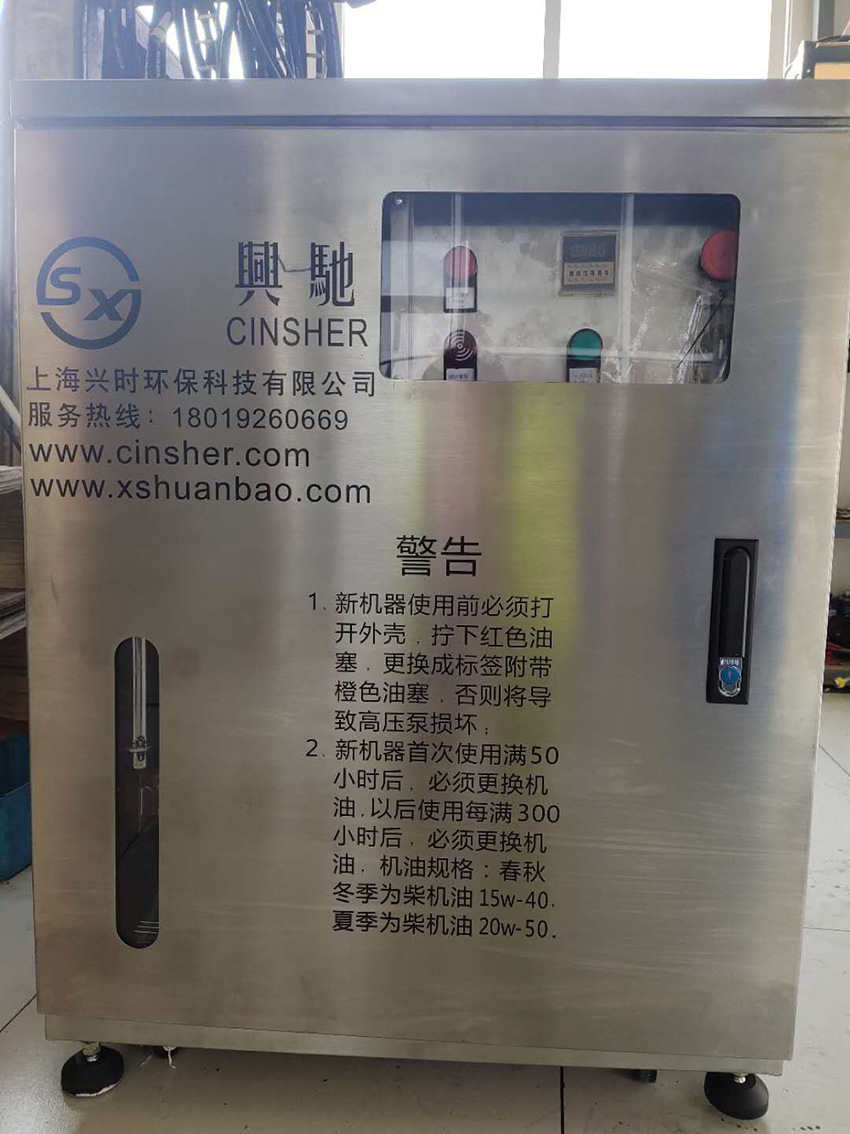 SX
興馳
CINSHER
上海兴时环保科技有限公司
服务热线：18019260669
www.cinsher.com
www.xshuanbao.com
警告
1、新机器使用前必须打
开外壳，拧下红色油
塞，更换成标签附带
橙色油塞，否则将导
致高压泵损坏；
2、新机器首次使用满50
小时后，必须更换机
油，以后使用每满300
小时后，必须更换机
油，机油规格：春秋
冬季为柴机油15w-40．
夏季为柴机油20w-50．